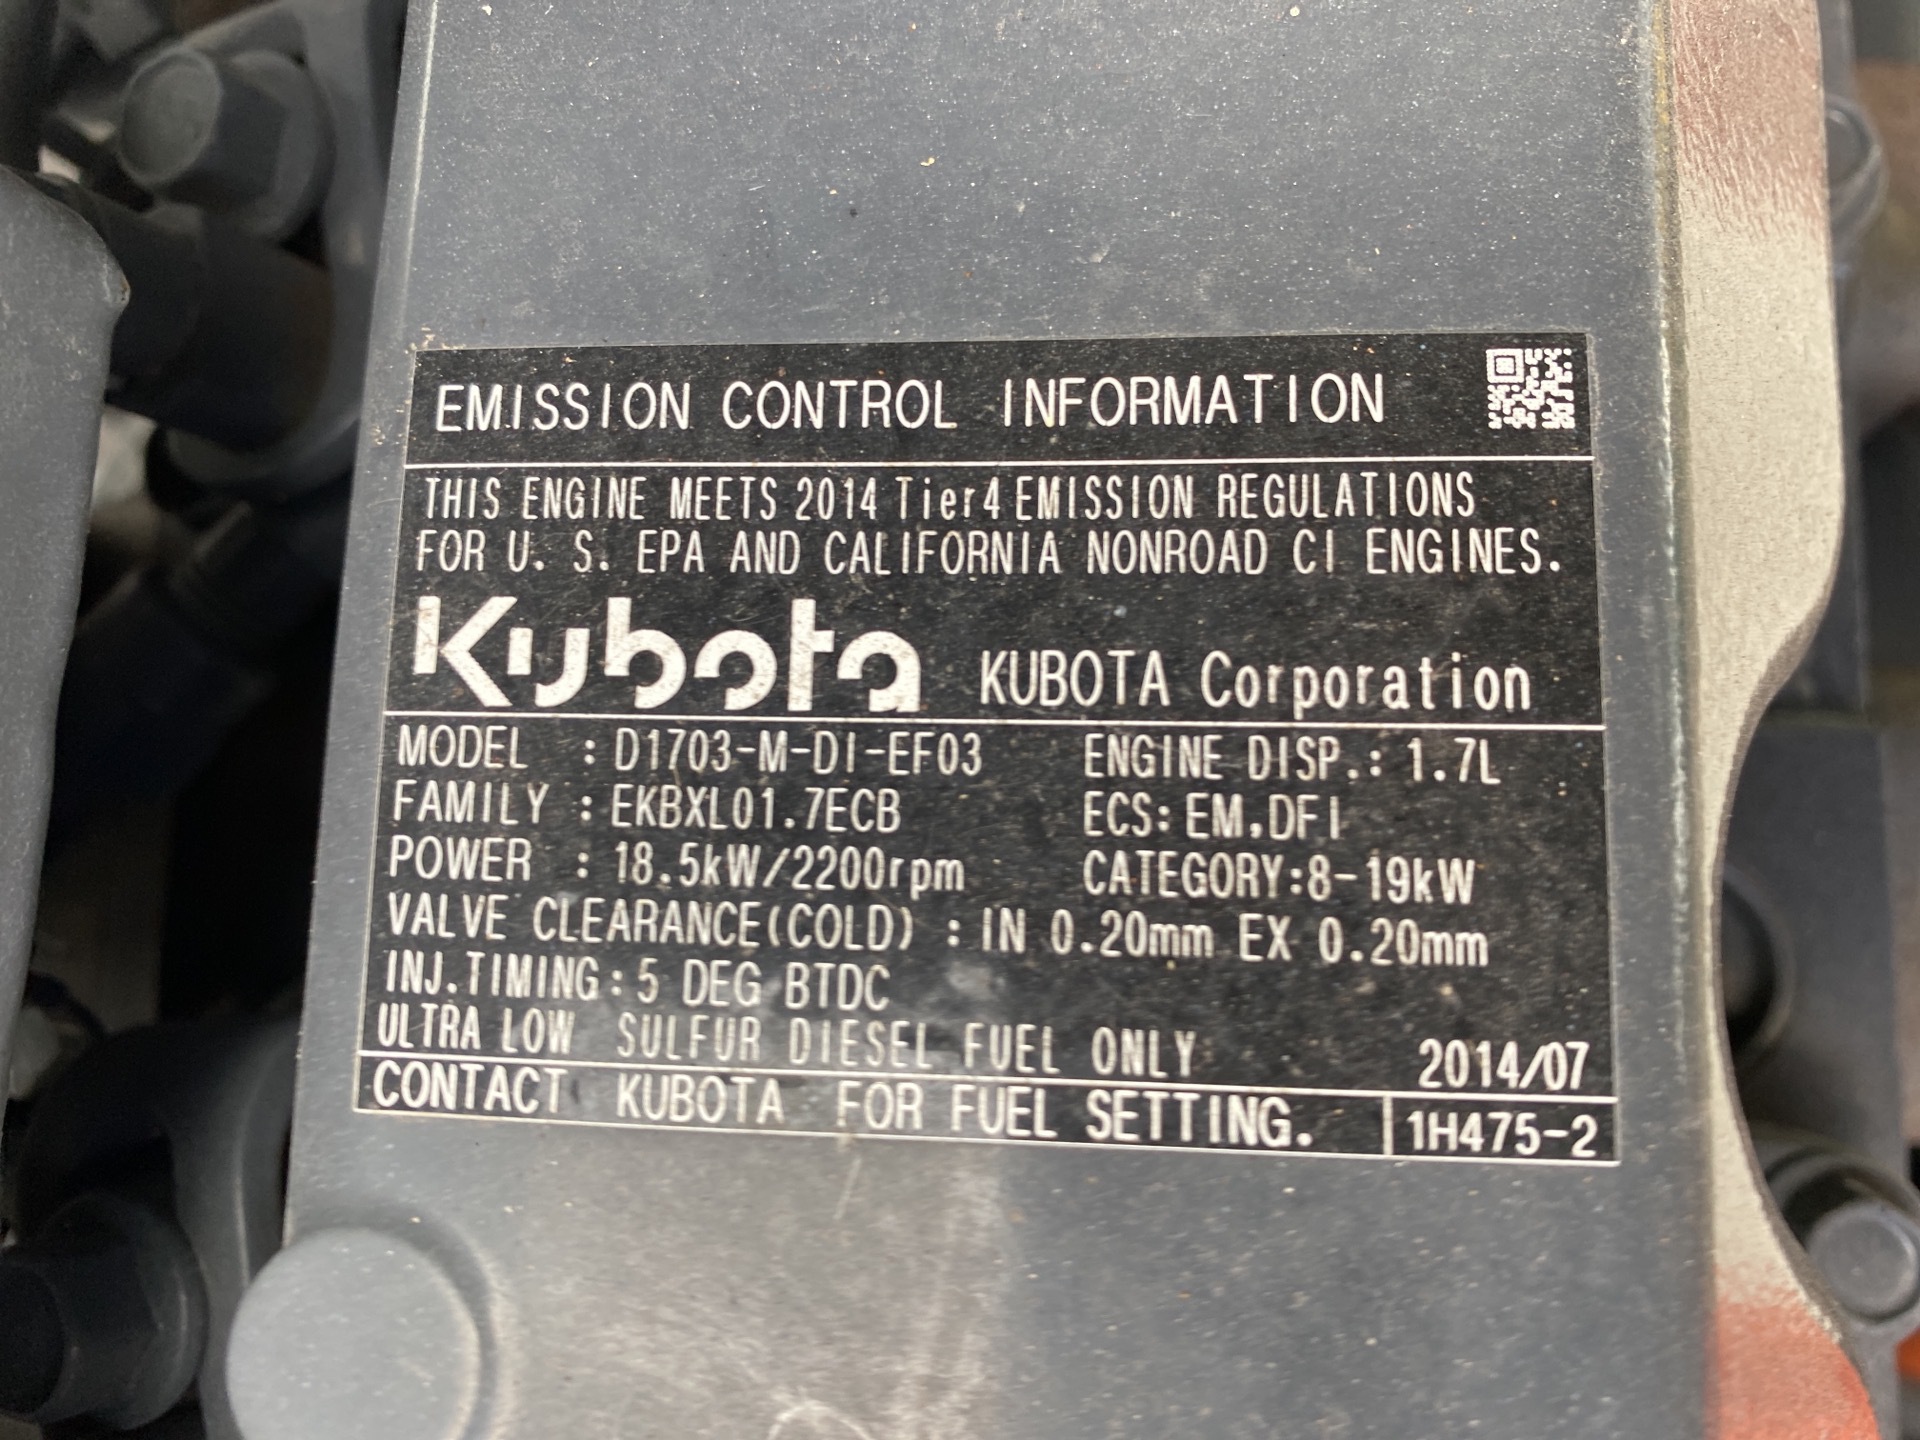 EMISSION CONTROL INFORMATION
THIS ENGINE MEETS 2014 Tier4 EMISSION REGULATIONS
FOR U. S. EPA AND CALIFORNIA NONROAD CI ENGINES.
Kubota KUBOTA Corporation
MODEL : D1703-M-DI-EF03 ENGINE DISP.: 1.7L
FAMILY : EKBXL01.7ECB ECS: EM,DFI
POWER : 18.5kW/2200rpm CATEGORY:8-19kW
VALVE CLEARANCE(COLD) : IN 0.20mm EX 0.20mm
INJ.TIMING:5 DEG BTDC
ULTRA LOW SULFUR DIESEL FUEL ONLY 2014/07
CONTACT KUBOTA FOR FUEL SETTING. 1H475-2